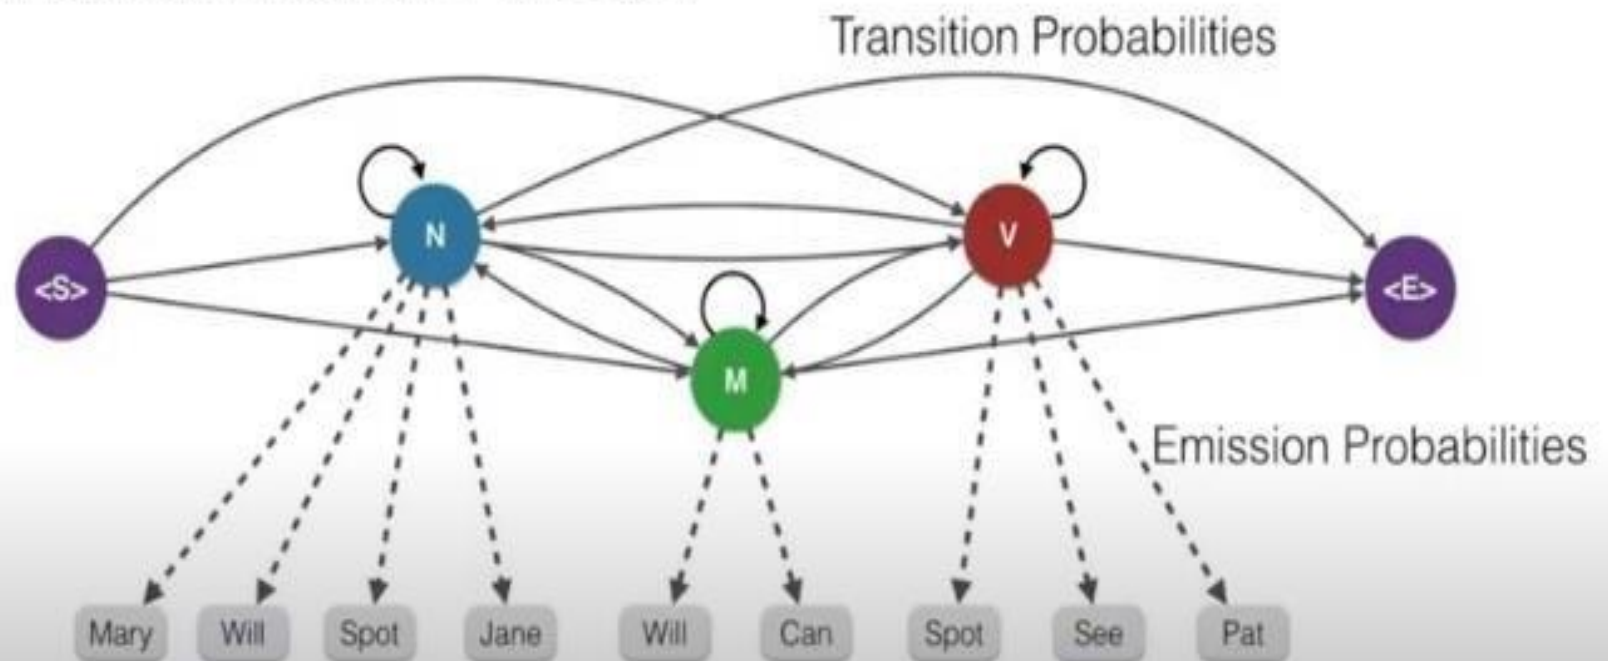 Transition Probabilities
N
V
<S>
<E>
M
Emission Probabilities
Mary
Will
Spot
Jane
Will
Can
Spot
See
Pat